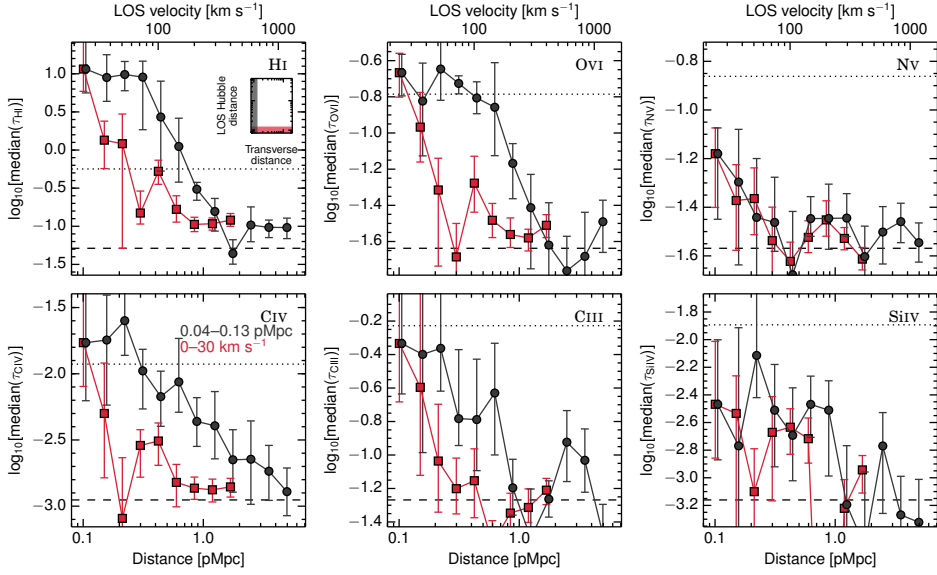 LOS velocity [km s⁻¹] LOS velocity [km s⁻¹] LOS velocity [km s⁻¹]
100 1000 100 1000 100 1000
HI OVI NV
1.0 0.5 0.0 −0.5 −1.0 −1.5
log₁₀[median(τHI)]
LOS Hubble
distance
Transverse
distance
−0.6 −0.8 −1.0 −1.2 −1.4 −1.6
log₁₀[median(τOVI)]
−0.8 −1.0 −1.2 −1.4 −1.6
log₁₀[median(τNV)]
CIV CIII SiIV
−1.5 −2.0 −2.5 −3.0
log₁₀[median(τCIV)]
0.04–0.13 pMpc
0–30 km s⁻¹
−0.2 −0.4 −0.6 −0.8 −1.0 −1.2 −1.4
log₁₀[median(τCIII)]
−1.8 −2.0 −2.2 −2.4 −2.6 −2.8 −3.0 −3.2
log₁₀[median(τSiIV)]
0.1 1.0 0.1 1.0 0.1 1.0
Distance [pMpc] Distance [pMpc] Distance [pMpc]